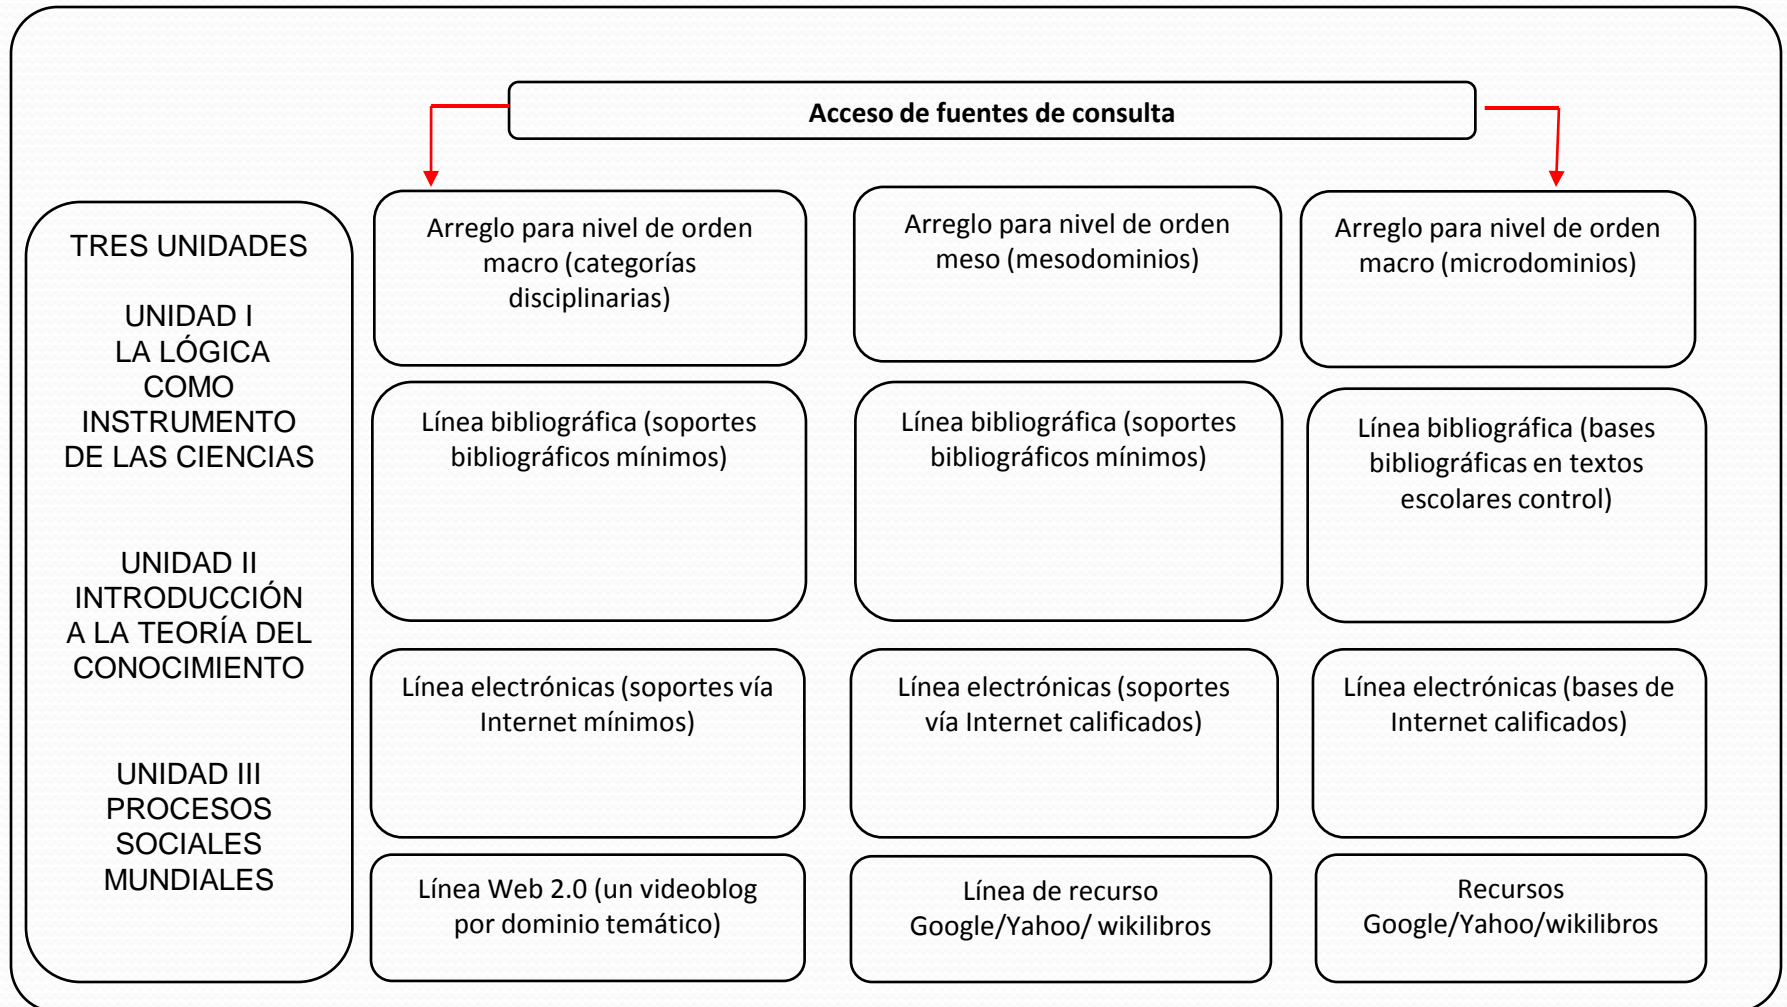 Acceso de fuentes de consulta
TRES UNIDADES
UNIDAD I
LA LÓGICA
COMO
INSTRUMENTO
DE LAS CIENCIAS
UNIDAD II
INTRODUCCIÓN
A LA TEORÍA DEL
CONOCIMIENTO
UNIDAD III
PROCESOS
SOCIALES
MUNDIALES
Arreglo para nivel de orden
macro (categorías
disciplinarias)
Arreglo para nivel de orden
meso (mesodominios)
Arreglo para nivel de orden
macro (microdominios)
Línea bibliográfica (soportes
bibliográficos mínimos)
Línea bibliográfica (soportes
bibliográficos mínimos)
Línea bibliográfica (bases
bibliográficas en textos
escolares control)
Línea electrónicas (soportes vía
Internet mínimos)
Línea electrónicas (soportes
vía Internet calificados)
Línea electrónicas (bases de
Internet calificados)
Línea Web 2.0 (un videoblog
por dominio temático)
Línea de recurso
Google/Yahoo/ wikilibros
Recursos
Google/Yahoo/wikilibros